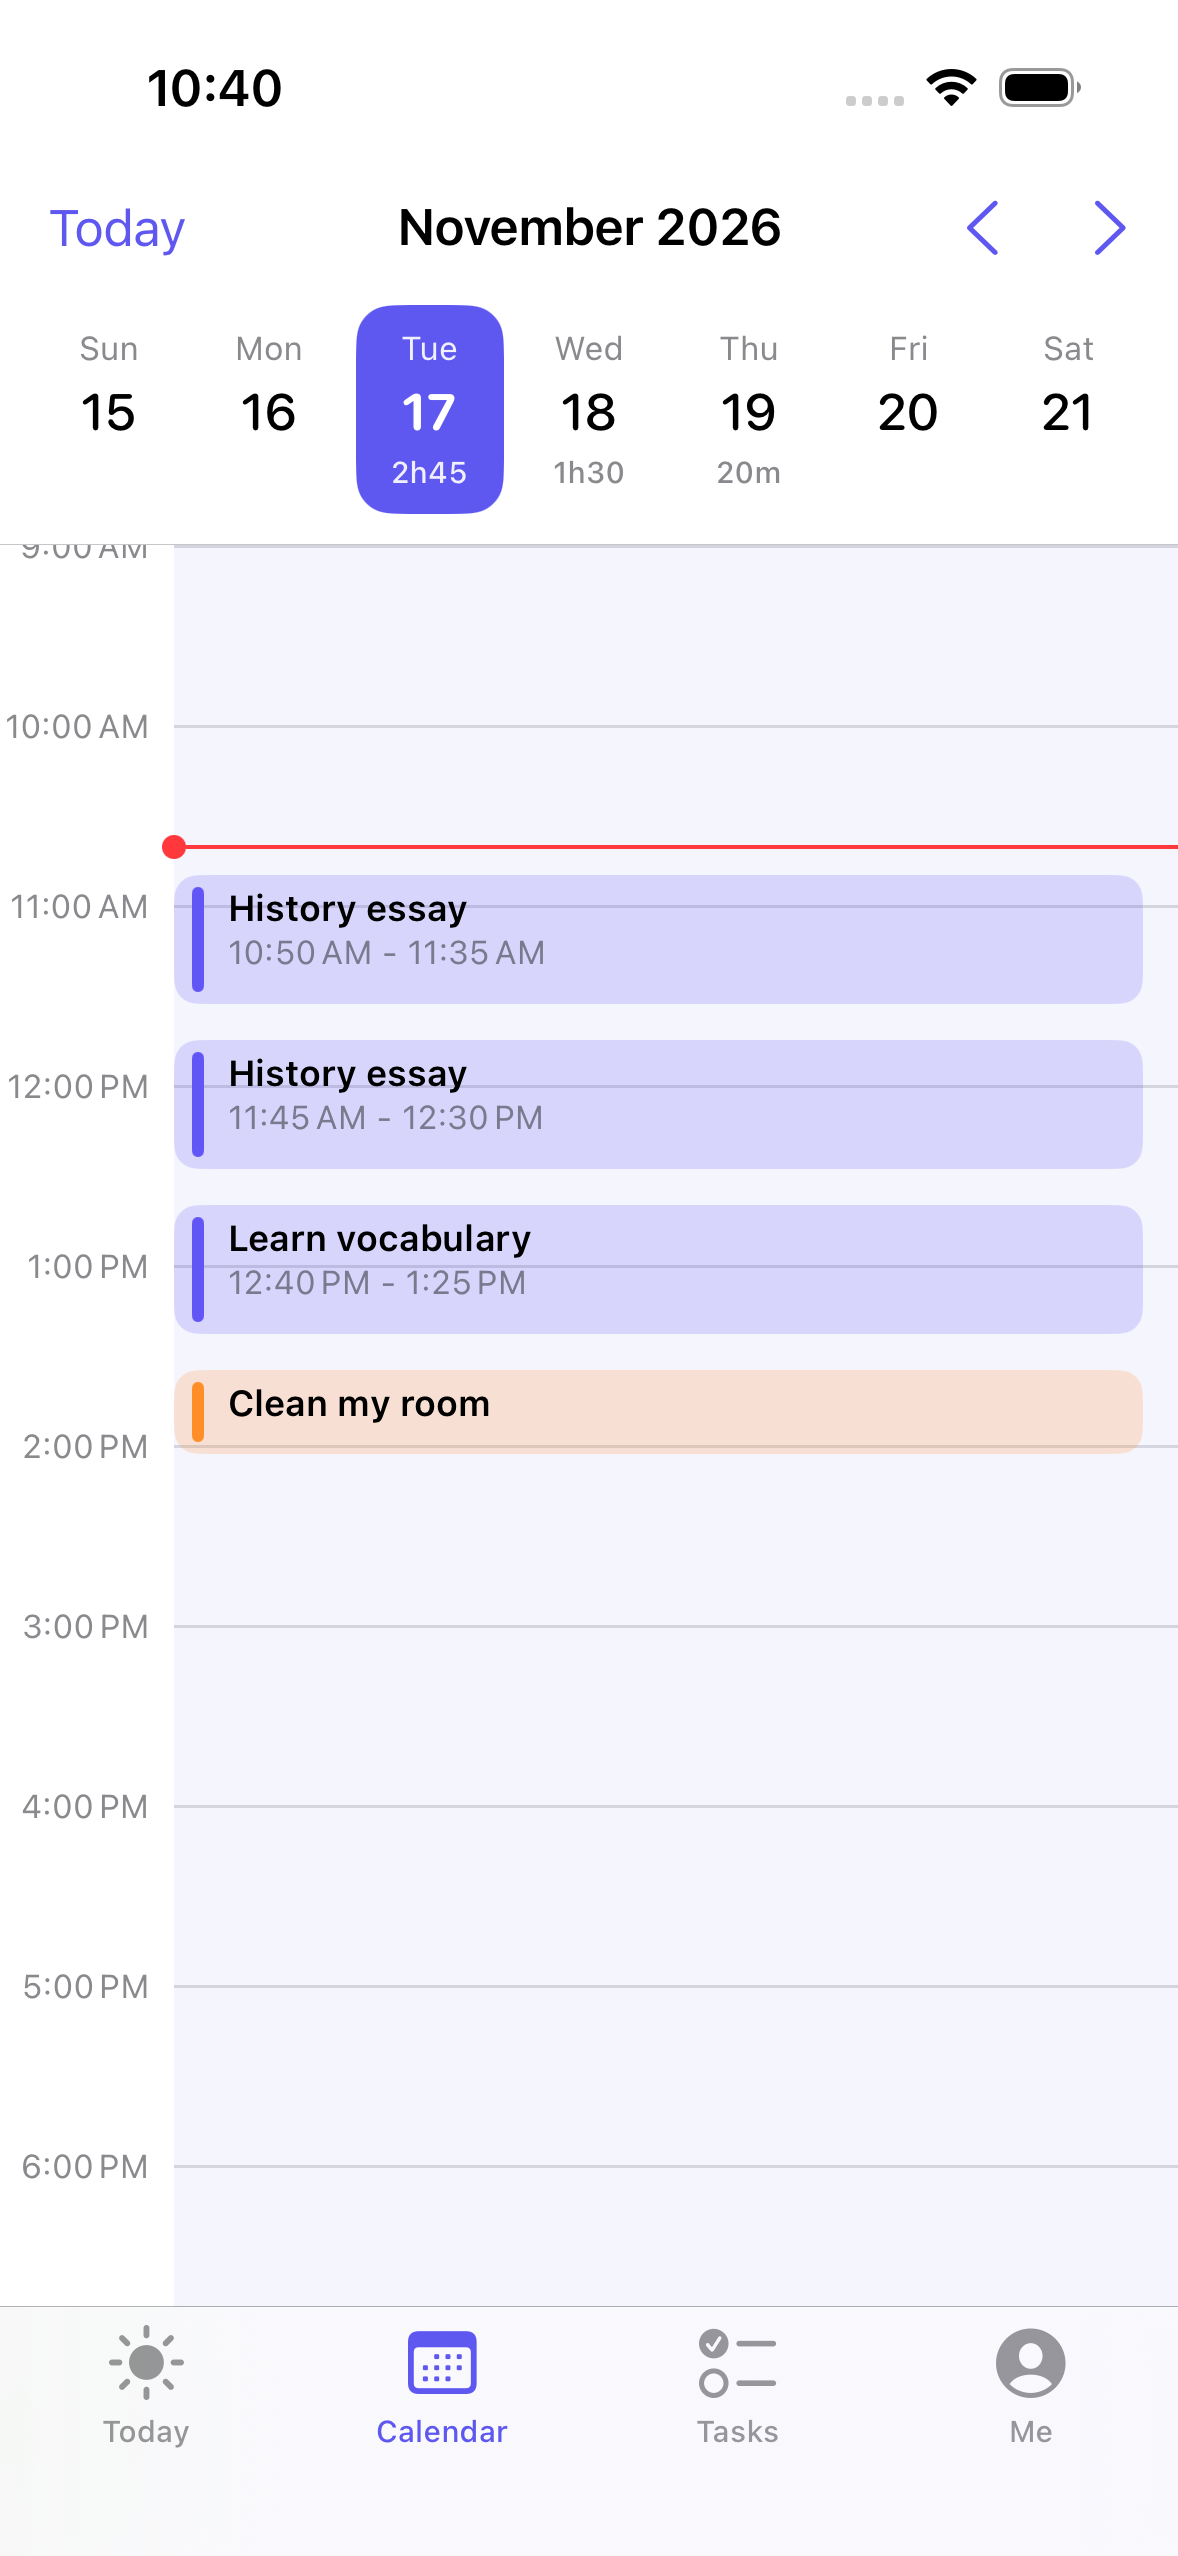 10:40
Today
November 2026
Sun Mon Tue Wed Thu Fri Sat
15 16 17 18 19 20 21
2h45 1h30 20m
9:00 AM
10:00 AM
11:00 AM
History essay
10:50 AM - 11:35 AM
12:00 PM
History essay
11:45 AM - 12:30 PM
Learn vocabulary
1:00 PM
12:40 PM - 1:25 PM
Clean my room
2:00 PM
3:00 PM
4:00 PM
5:00 PM
6:00 PM
Today Calendar Tasks Me